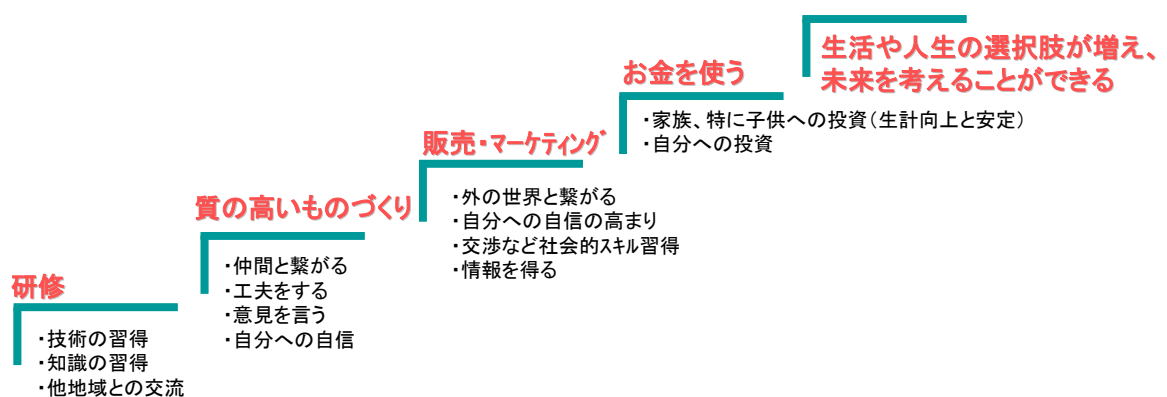 研修
・技術の習得
・知識の習得
・他地域との交流
質の高いものづくり
・仲間と繋がる
・工夫をする
・意見を言う
・自分への自信
販売・マーケティング
・外の世界と繋がる
・自分への自信の高まり
・交渉など社会的スキル習得
・情報を得る
お金を使う
・家族、特に子供への投資（生計向上と安定）
・自分への投資
生活や人生の選択肢が増え、
未来を考えることができる